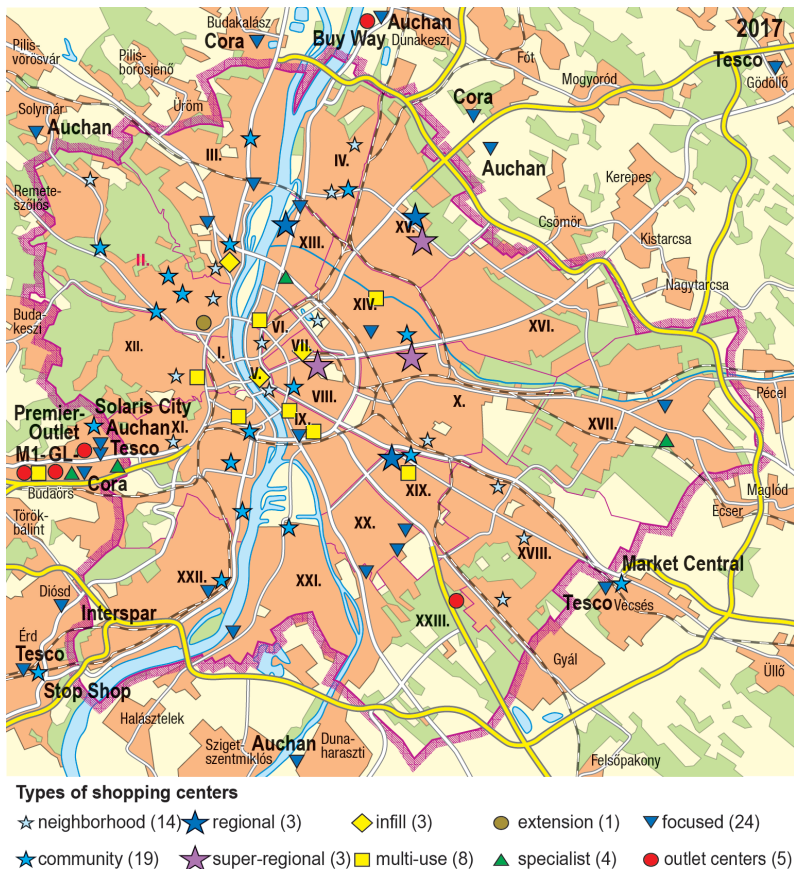 2017
Budakalász
Cora
Auchan
Buy Way
Dunakeszi
Pilis-
vörösvár
Pilis-
borosjenő
Fót
Mogyoród
Tesco
Gödöllő
Solymár
Auchan
Üröm
Cora
Auchan
III.
IV.
Kerepes
Remete-
szőlős
XV.
Csömör
Kistarcsa
XIII.
II.
Nagytarcsa
Buda-
keszi
XIV.
XVI.
VI.
XII.
I.
VII.
V.
VIII.
X.
Pécel
Premier-
Outlet
Solaris City
Auchan
XI.
Tesco
IX.
XVII.
M1-
GL-
Cora
Budaörs
XIX.
Maglód
Ecser
Török-
bálint
XX.
XVIII.
Market Central
XXII.
XXI.
Diósd
Tesco
Vecsés
Interspar
XXIII.
Érd
Tesco
Stop Shop
Gyál
Üllő
Halásztelek
Sziget-
szentmiklós
Auchan
Duna-
haraszti
Felsőpakony
Types of shopping centers
neighborhood (14)
regional (3)
infill (3)
extension (1)
focused (24)
community (19)
super-regional (3)
multi-use (8)
specialist (4)
outlet centers (5)